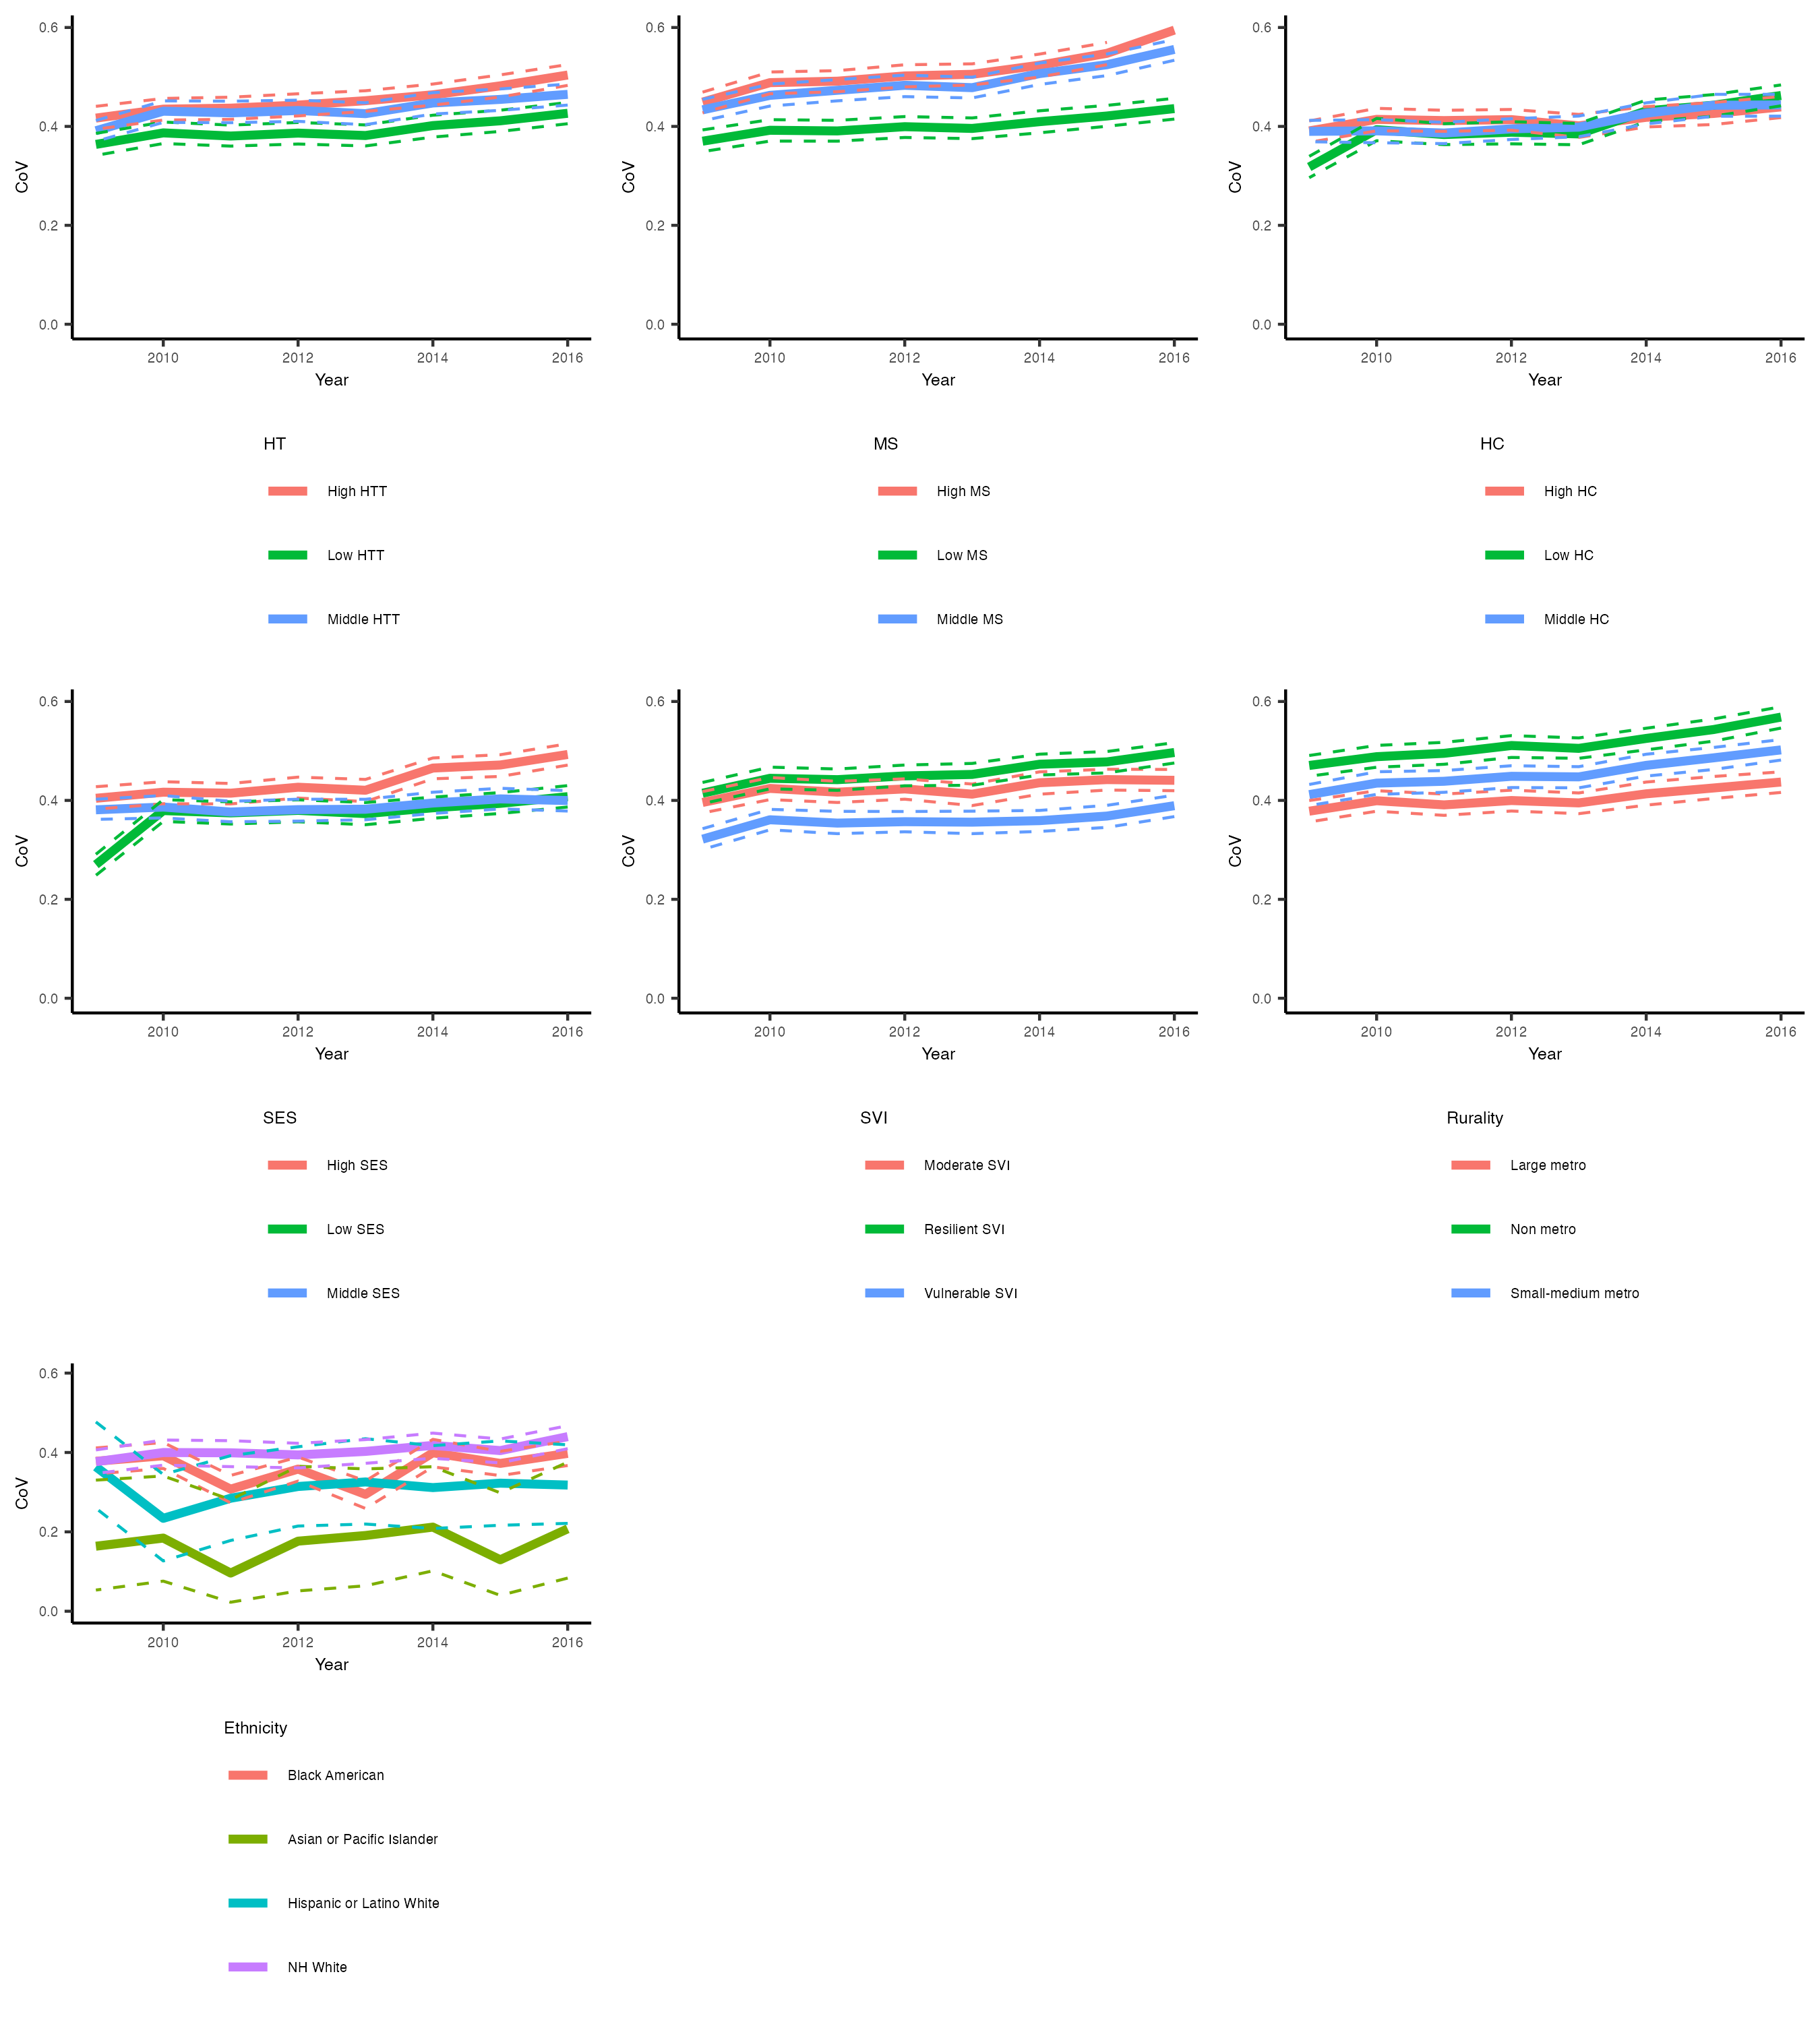 0.6
0.4
0.2
0.0
CoV
2010 2012 2014 2016
Year
HT
High HTT
Low HTT
Middle HTT
0.6
0.4
0.2
0.0
CoV
2010 2012 2014 2016
Year
MS
High MS
Low MS
Middle MS
0.6
0.4
0.2
0.0
CoV
2010 2012 2014 2016
Year
HC
High HC
Low HC
Middle HC
0.6
0.4
0.2
0.0
CoV
2010 2012 2014 2016
Year
SES
High SES
Low SES
Middle SES
0.6
0.4
0.2
0.0
CoV
2010 2012 2014 2016
Year
SVI
Moderate SVI
Resilient SVI
Vulnerable SVI
0.6
0.4
0.2
0.0
CoV
2010 2012 2014 2016
Year
Rurality
Large metro
Non metro
Small-medium metro
0.6
0.4
0.2
0.0
CoV
2010 2012 2014 2016
Year
Ethnicity
Black American
Asian or Pacific Islander
Hispanic or Latino White
NH White